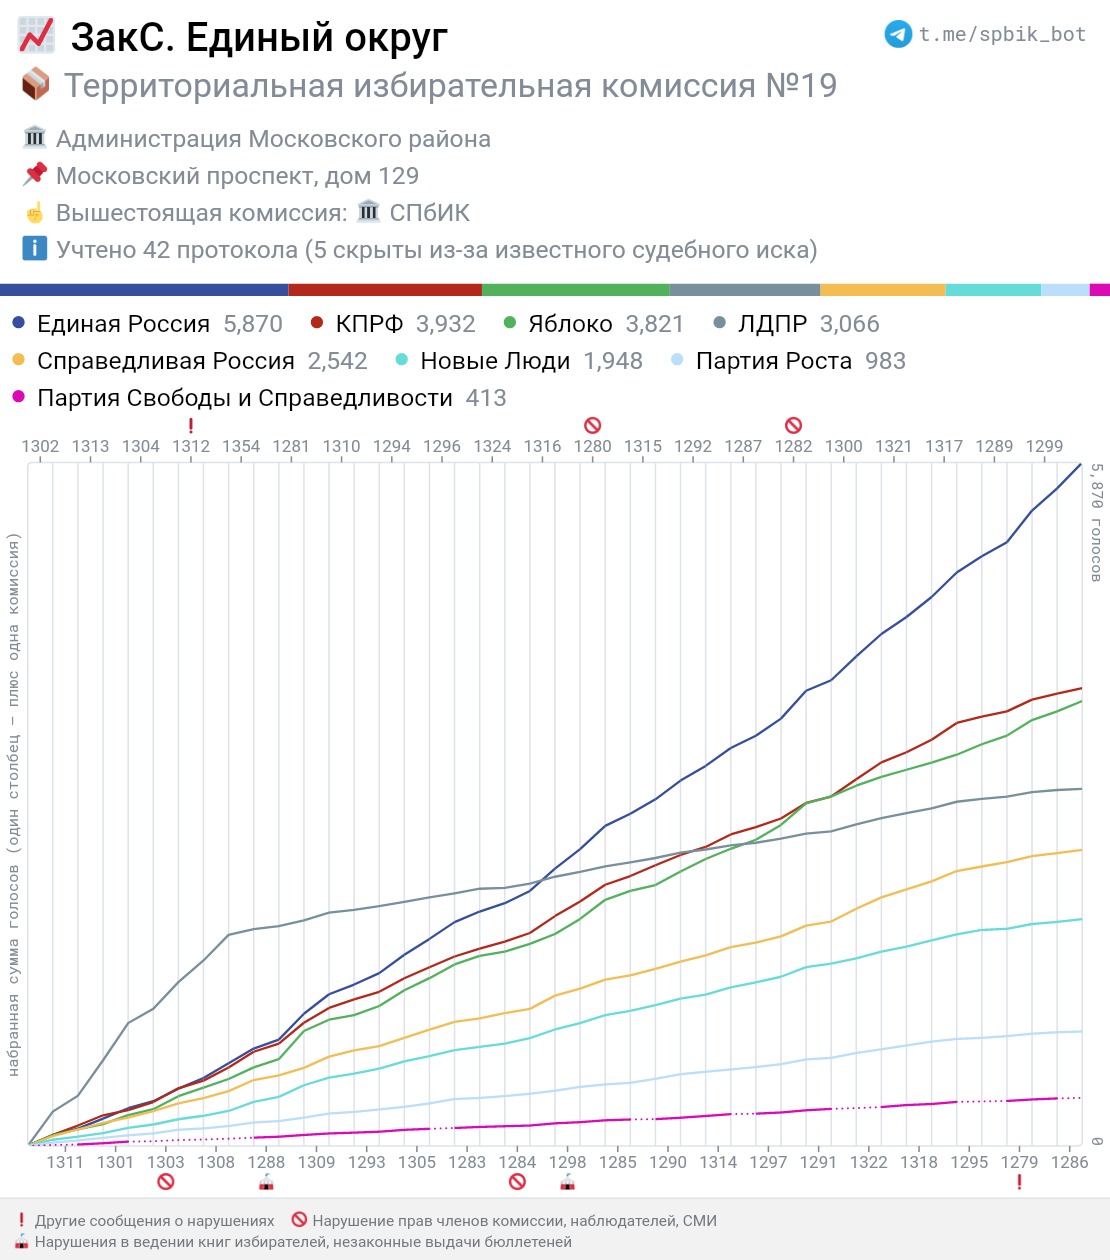 ЗакС. Единый округ
t.me/spbik_bot
Территориальная избирательная комиссия №19
Администрация Московского района
Московский проспект, дом 129
Вышестоящая комиссия: СПбИК
Учтено 42 протокола (5 скрыты из-за известного судебного иска)
Единая Россия 5,870 КПРФ 3,932 Яблоко 3,821 ЛДПР 3,066
Справедливая Россия 2,542 Новые Люди 1,948 Партия Роста 983
Партия Свободы и Справедливости 413
1302 1313 1304 1312 1354 1281 1310 1294 1296 1324 1316 1280 1315 1292 1287 1282 1300 1321 1317 1289 1299
5,870 голосов
набранная сумма голосов (один столбец – плюс одна комиссия)
0
1311 1301 1303 1308 1288 1309 1293 1305 1283 1284 1298 1285 1290 1314 1297 1291 1322 1318 1295 1279 1286
Другие сообщения о нарушениях Нарушение прав членов комиссии, наблюдателей, СМИ
Нарушения в ведении книг избирателей, незаконные выдачи бюллетеней